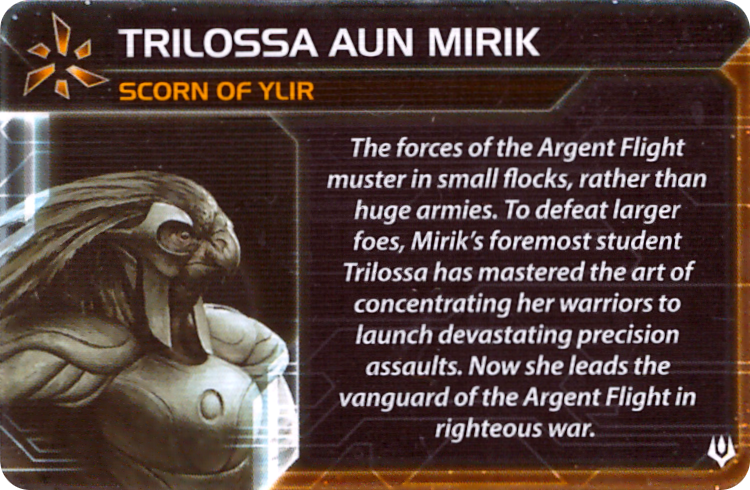 TRILOSSA AUN MIRIK
SCORN OF YLIR
The forces of the Argent Flight
muster in small flocks, rather than
huge armies. To defeat larger
foes, Mirik's foremost student
Trilossa has mastered the art of
concentrating her warriors to
launch devastating precision
assaults. Now she leads the
vanguard of the Argent Flight in
righteous war.